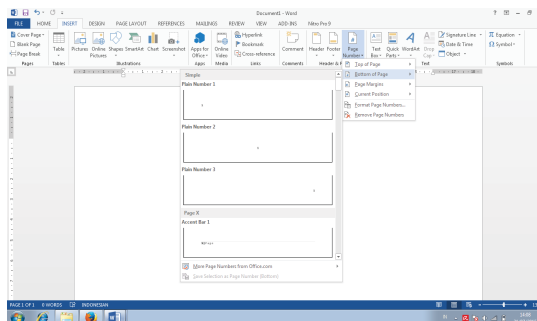 Document1 - Word
FILE HOME INSERT DESIGN PAGE LAYOUT REFERENCES MAILINGS REVIEW VIEW ADD-INS Nitro Pro 9
Cover Page
Blank Page
Page Break
Pages
Table
Tables
Pictures Online Pictures Shapes SmartArt Chart Screenshot
Illustrations
Apps for Office
Apps
Online Video
Media
Hyperlink
Bookmark
Cross-reference
Links
Comment
Comments
Header Footer Page Number
Header & F
Text Box Quick Parts WordArt Drop Cap
Signature Line
Date & Time
Object
Text
Equation
Symbol
Symbols
Top of Page
Bottom of Page
Page Margins
Current Position
Format Page Numbers...
Remove Page Numbers
Simple
Plain Number 1
Plain Number 2
Plain Number 3
Page X
Accent Bar 1
More Page Numbers from Office.com
Save Selection as Page Number (Bottom)
PAGE 1 OF 1 0 WORDS INDONESIAN
14:08